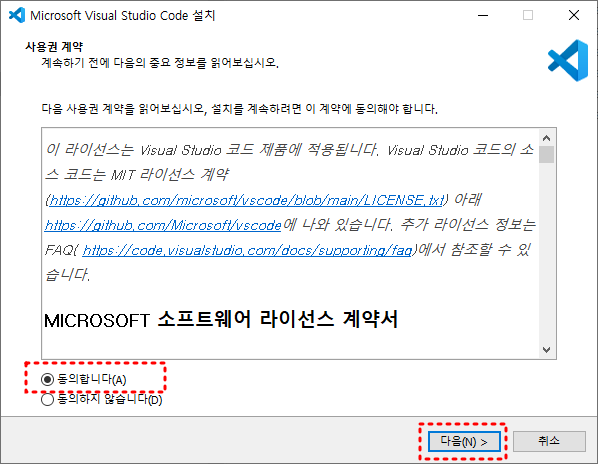 Microsoft Visual Studio Code 설치
사용권 계약
계속하기 전에 다음의 중요 정보를 읽어보십시오.
다음 사용권 계약을 읽어보십시오, 설치를 계속하려면 이 계약에 동의해야 합니다.
이 라이선스는 Visual Studio 코드 제품에 적용됩니다. Visual Studio 코드의 소
스 코드는 MIT 라이선스 계약
(https://github.com/microsoft/vscode/blob/main/LICENSE.txt) 아래
https://github.com/Microsoft/vscode에 나와 있습니다. 추가 라이선스 정보는
FAQ( https://code.visualstudio.com/docs/supporting/faq)에서 참조할 수 있
습니다.
MICROSOFT 소프트웨어 라이선스 계약서
동의합니다(A)
동의하지 않습니다(D)
다음(N) >
취소